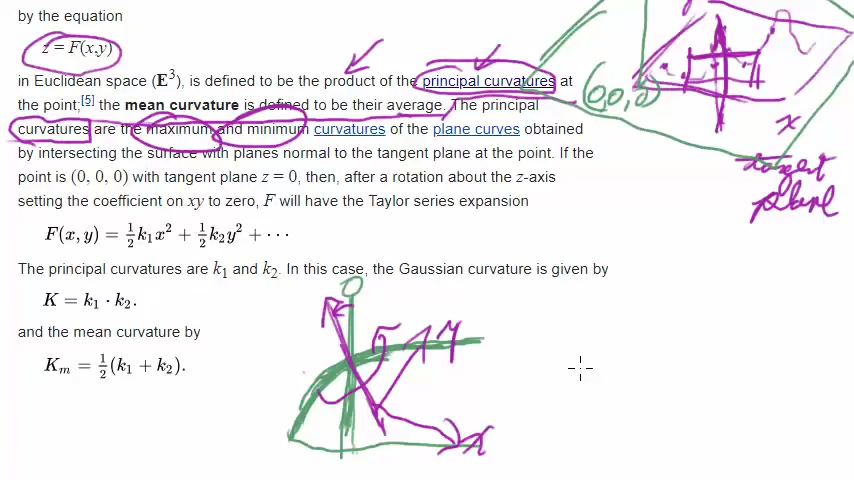 by the equation
z = F(x,y)
in Euclidean space (E³), is defined to be the product of the principal curvatures at
the point;[5] the mean curvature is defined to be their average. The principal
curvatures are the maximum and minimum curvatures of the plane curves obtained
by intersecting the surface with planes normal to the tangent plane at the point. If the
point is (0, 0, 0) with tangent plane z = 0, then, after a rotation about the z-axis
setting the coefficient on xy to zero, F will have the Taylor series expansion
F(x, y) = ½k₁x² + ½k₂y² + ⋯
The principal curvatures are k₁ and k₂. In this case, the Gaussian curvature is given by
K = k₁ · k₂.
and the mean curvature by
Kₘ = ½(k₁ + k₂).
(0,0,0)
x
tangent
plane
y
x